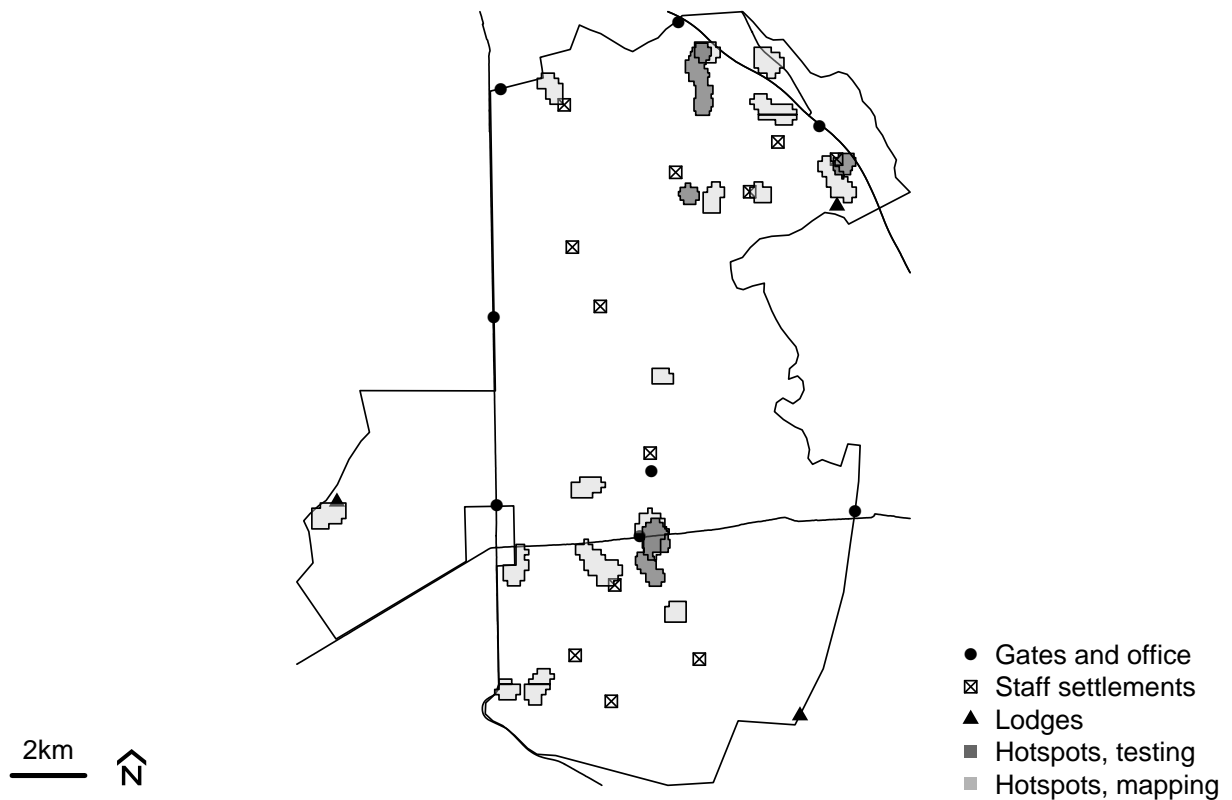 Gates and office
Staff settlements
Lodges
Hotspots, testing
Hotspots, mapping
2km
N